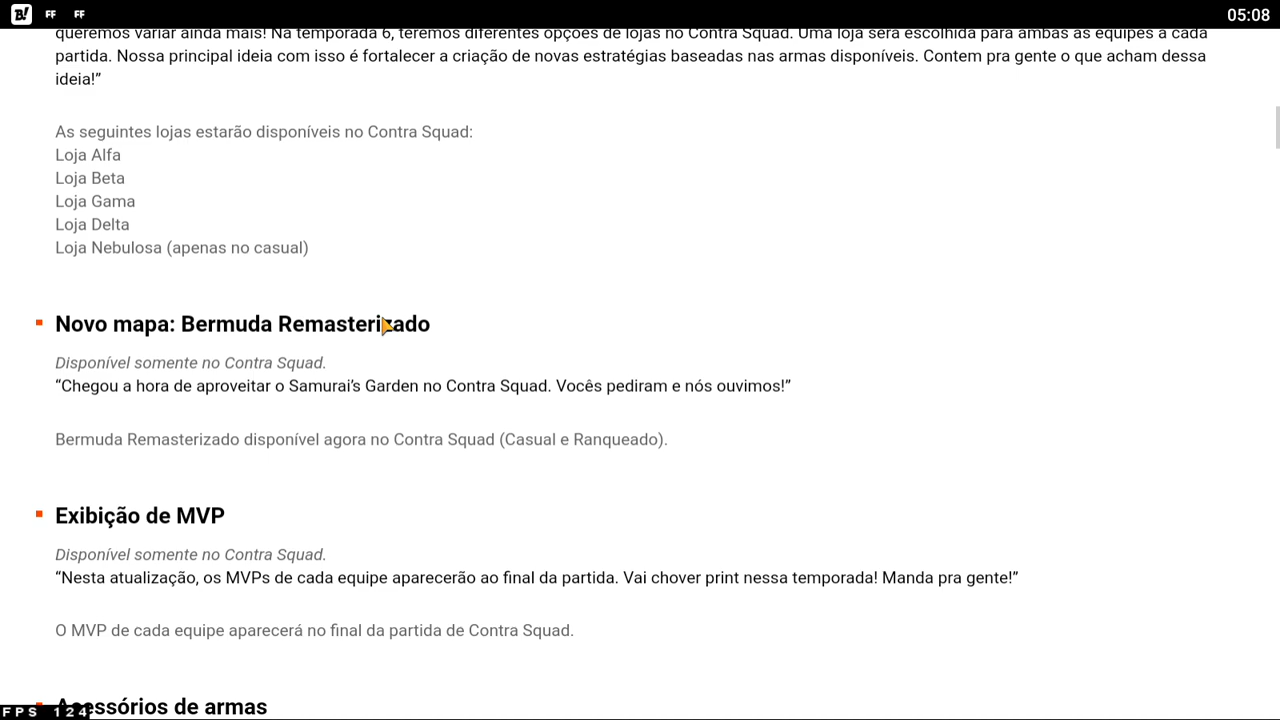 B! FF FF 05:08
queremos variar ainda mais! Na temporada 6, teremos diferentes opções de lojas no Contra Squad. Uma loja será escolhida para ambas as equipes a cada
partida. Nossa principal ideia com isso é fortalecer a criação de novas estratégias baseadas nas armas disponíveis. Contem pra gente o que acham dessa
ideia!”
As seguintes lojas estarão disponíveis no Contra Squad:
Loja Alfa
Loja Beta
Loja Gama
Loja Delta
Loja Nebulosa (apenas no casual)
Novo mapa: Bermuda Remasterizado
Disponível somente no Contra Squad.
“Chegou a hora de aproveitar o Samurai’s Garden no Contra Squad. Vocês pediram e nós ouvimos!”
Bermuda Remasterizado disponível agora no Contra Squad (Casual e Ranqueado).
Exibição de MVP
Disponível somente no Contra Squad.
“Nesta atualização, os MVPs de cada equipe aparecerão ao final da partida. Vai chover print nessa temporada! Manda pra gente!”
O MVP de cada equipe aparecerá no final da partida de Contra Squad.
Acessórios de armas
FPS 124